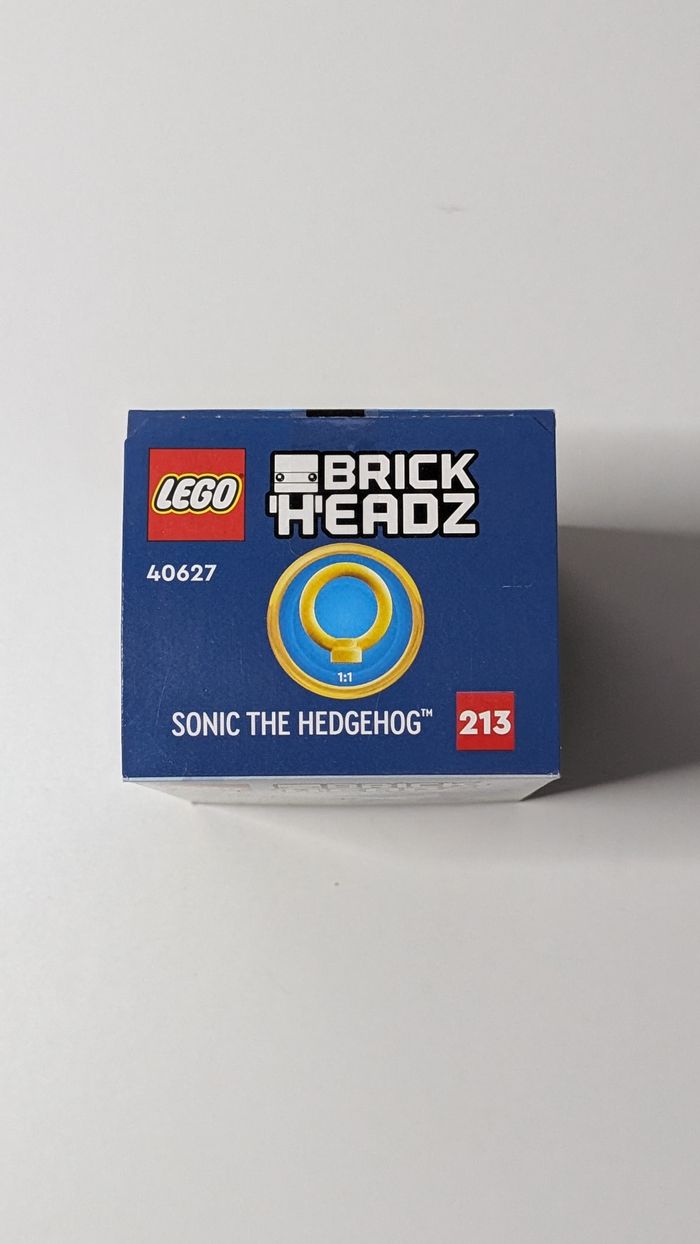 LEGO®
BRICK
HEADZ
40627
1:1
SONIC THE HEDGEHOG™ 213